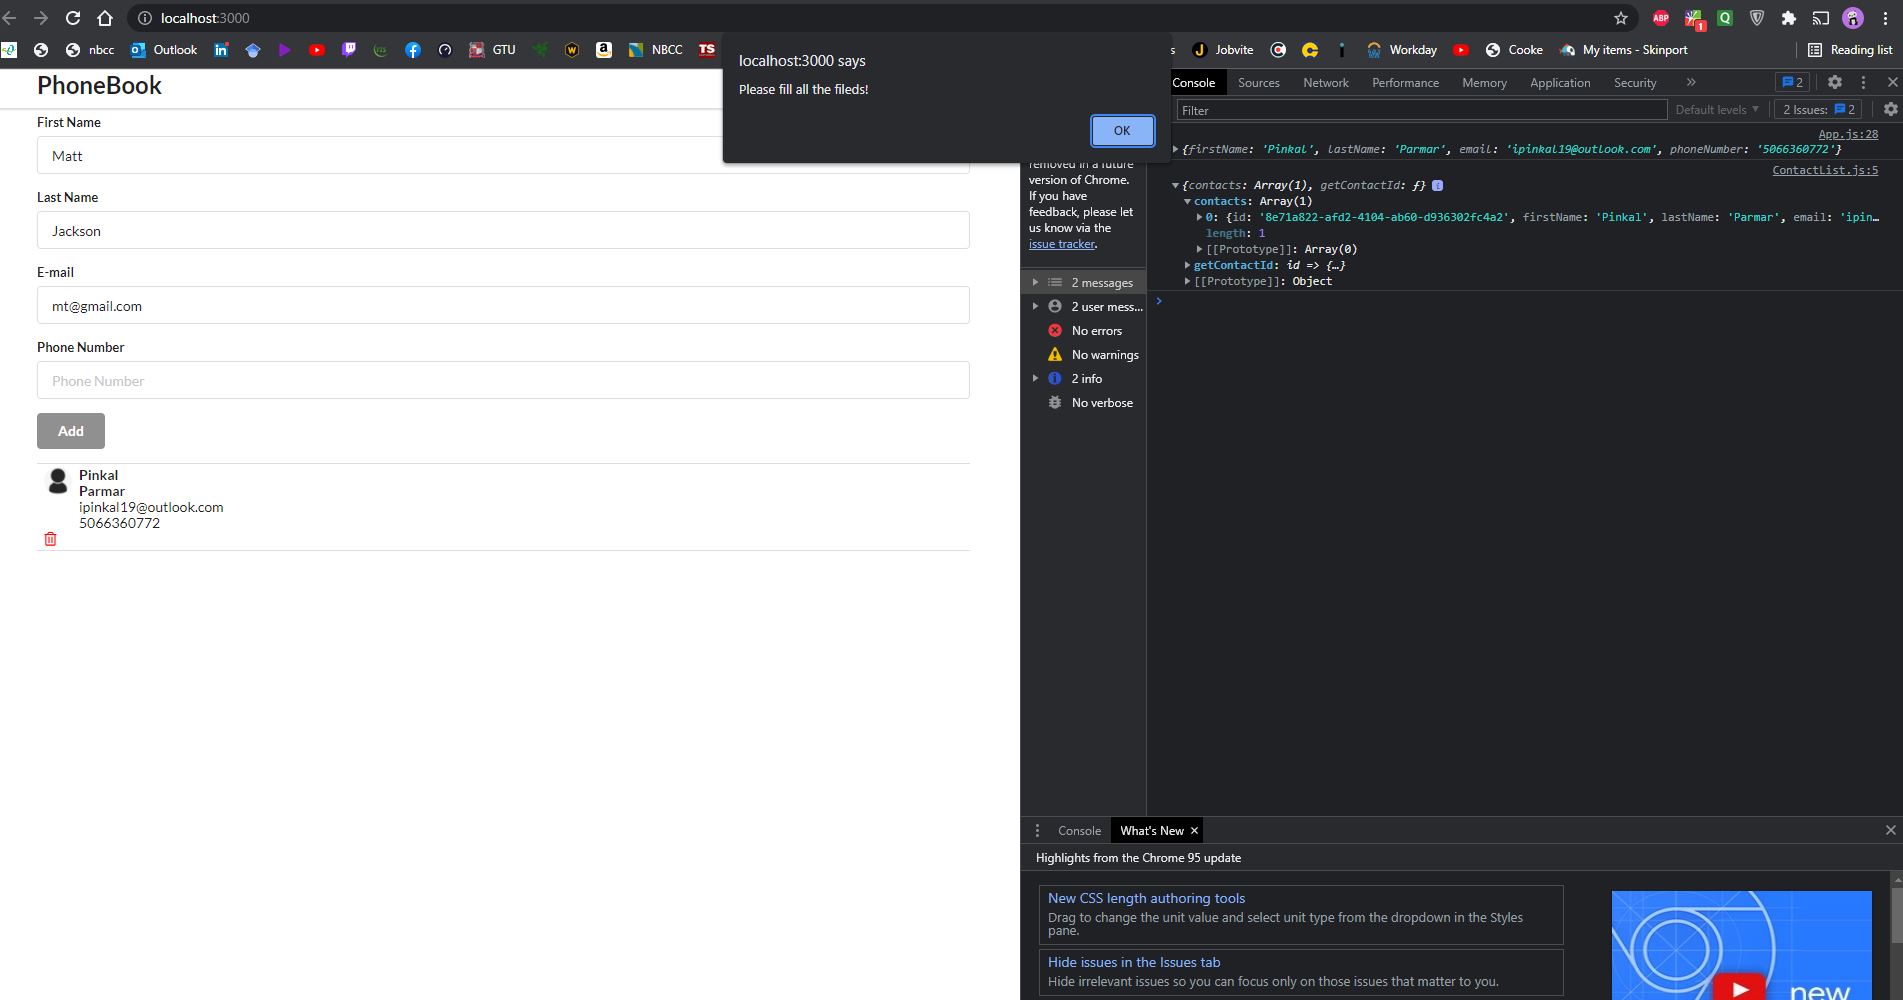 localhost:3000
nbcc
Outlook
GTU
NBCC
TS
s
Jobvite
Workday
Cooke
My items - Skinport
Reading list
ABP
1
Q
localhost:3000 says
Please fill all the fileds!
OK
PhoneBook
First Name
Matt
Last Name
Jackson
E-mail
mt@gmail.com
Phone Number
Phone Number
Add
Pinkal
Parmar
ipinkal19@outlook.com
5066360772
Console
Sources
Network
Performance
Memory
Application
Security
»
2
Filter
Default levels
2 Issues: 2
removed in a future
version of Chrome.
If you have
feedback, please let
us know via the
issue tracker.
2 messages
2 user mess...
No errors
No warnings
2 info
No verbose
App.js:28
{firstName: 'Pinkal', lastName: 'Parmar', email: 'ipinkal19@outlook.com', phoneNumber: '5066360772'}
ContactList.js:5
{contacts: Array(1), getContactId: ƒ}
contacts: Array(1)
0: {id: '8e71a822-afd2-4104-ab60-d936302fc4a2', firstName: 'Pinkal', lastName: 'Parmar', email: 'ipin…
length: 1
[[Prototype]]: Array(0)
getContactId: id => {…}
[[Prototype]]: Object
Console
What's New
Highlights from the Chrome 95 update
New CSS length authoring tools
Drag to change the unit value and select unit type from the dropdown in the Styles
pane.
Hide issues in the Issues tab
Hide irrelevant issues so you can focus only on those issues that matter to you.
new